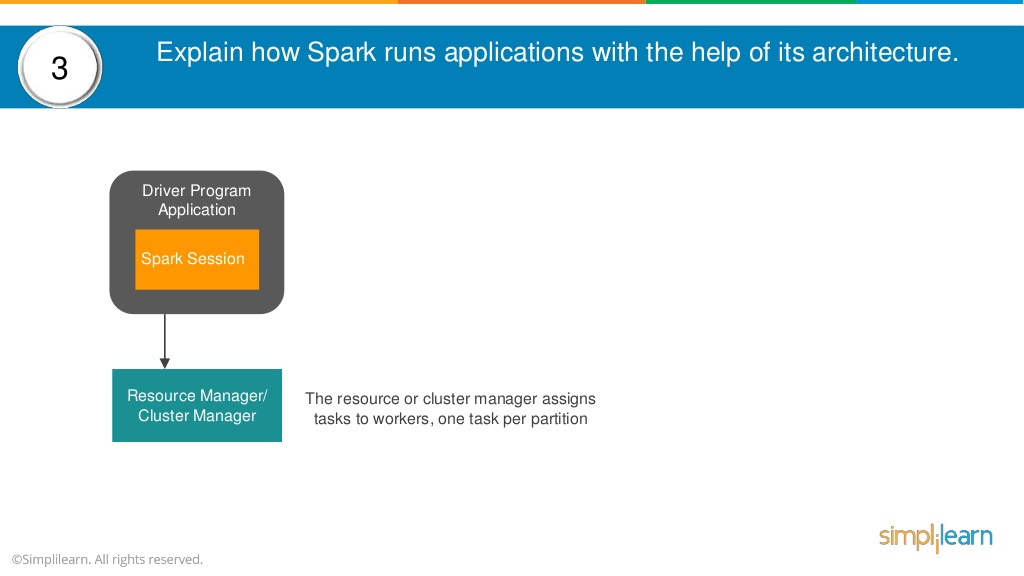 3
Explain how Spark runs applications with the help of its architecture.
Driver Program
Application
Spark Session
Resource Manager/
Cluster Manager
The resource or cluster manager assigns
tasks to workers, one task per partition
simplilearn
©Simplilearn. All rights reserved.